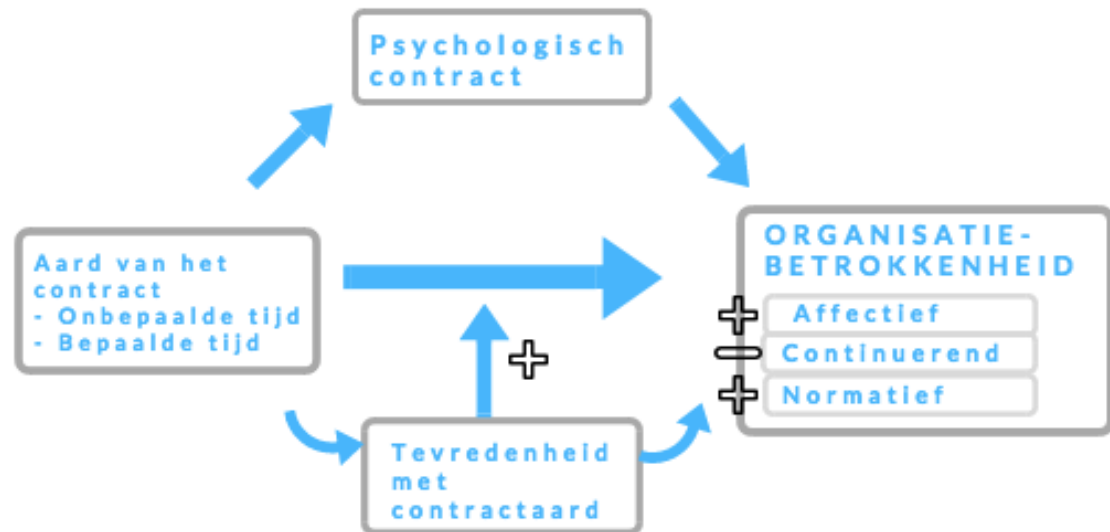 Psychologisch
contract
Aard van het
contract
- Onbepaalde tijd
- Bepaalde tijd
ORGANISATIE-
BETROKKENHEID
Affectief
Continuerend
Normatief
Tevredenheid
met
contractaard